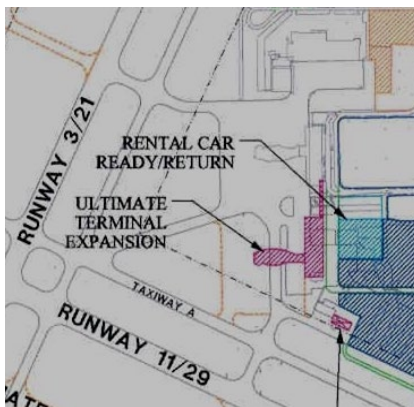 RUNWAY 3/21
RENTAL CAR
READY/RETURN
ULTIMATE
TERMINAL
EXPANSION
TAXIWAY A
RUNWAY 11/29